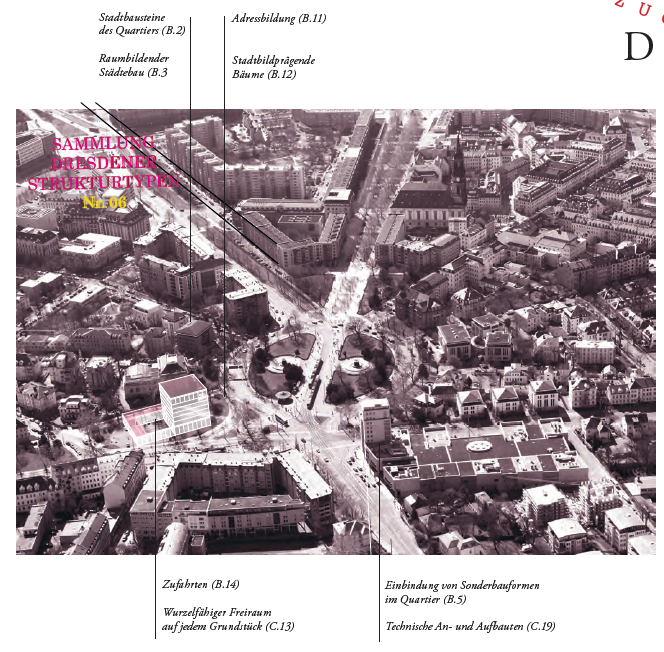 Z U
D
Stadtbausteine
des Quartiers (B.2)
Raumbildender
Städtebau (B.3
Adressbildung (B.11)
Stadtbildprägende
Bäume (B.12)
SAMMLUNG
DRESDENER
STRUKTURTYPEN
Nr. 06
Zufahrten (B.14)
Wurzelfähiger Freiraum
auf jedem Grundstück (C.13)
Einbindung von Sonderbauformen
im Quartier (B.5)
Technische An- und Aufbauten (C.19)